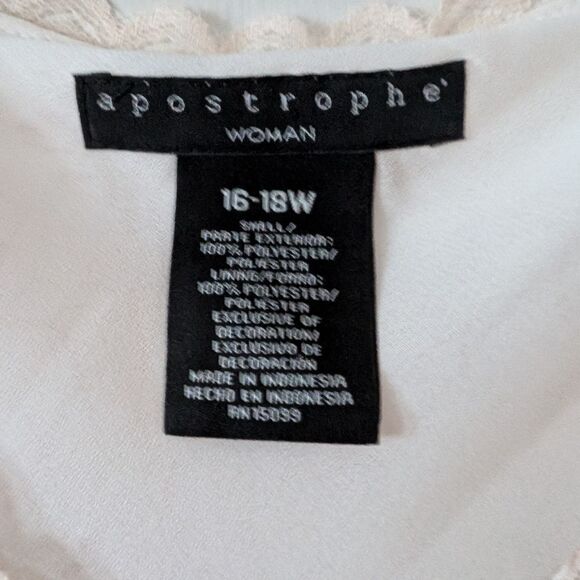 apostrophe'
WOMAN
16-18W
SHELL/
PARTE EXTERIOR:
100% POLYESTER/
POLIESTER
LINING/FORRO:
100% POLYESTER/
POLIESTER
EXCLUSIVE OF
DECORATION/
EXCLUSIVO DE
DECORACIÓN
MADE IN INDONESIA
HECHO EN INDONESIA
RN15099